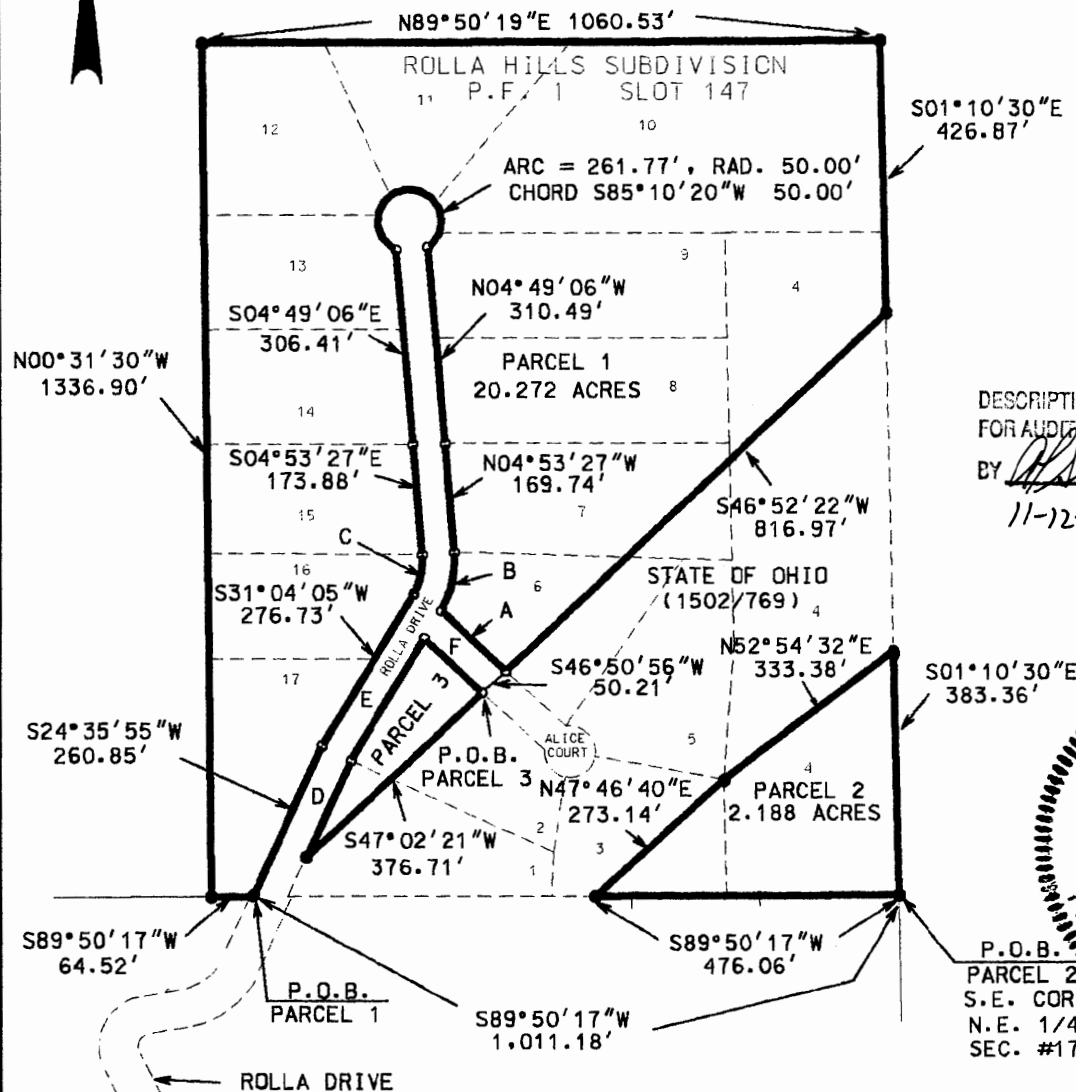 N89°50'19"E 1060.53'
ROLLA HILLS SUBDIVISION
P.F. 1 SLOT 147
11
12
10
S01°10'30"E
426.87'
ARC = 261.77', RAD. 50.00'
CHORD S85°10'20"W 50.00'
13
9
4
N04°49'06"W
310.49'
S04°49'06"E
306.41'
N00°31'30"W
1336.90'
PARCEL 1
20.272 ACRES
8
14
DESCRIPTI
FOR AUDI
BY
11-12-
S04°53'27"E
173.88'
N04°53'27"W
169.74'
S46°52'22"W
816.97'
15
7
C
16
B
6
STATE OF OHIO
(1502/769)
S31°04'05"W
276.73'
A
4
ROLLA DRIVE
F
N52°54'32"E
333.38'
S46°50'56"W
50.21'
S01°10'30"E
383.36'
17
E
PARCEL 3
S24°35'55"W
260.85'
ALICE
COURT
5
P.O.B.
PARCEL 3
4
N47°46'40"E
273.14'
PARCEL 2
2.188 ACRES
D
2
3
1
S47°02'21"W
376.71'
S89°50'17"W
64.52'
S89°50'17"W
476.06'
P.O.B.
PARCEL 2
S.E. COR
N.E. 1/4
SEC. #17
P.O.B.
PARCEL 1
S89°50'17"W
1,011.18'
ROLLA DRIVE